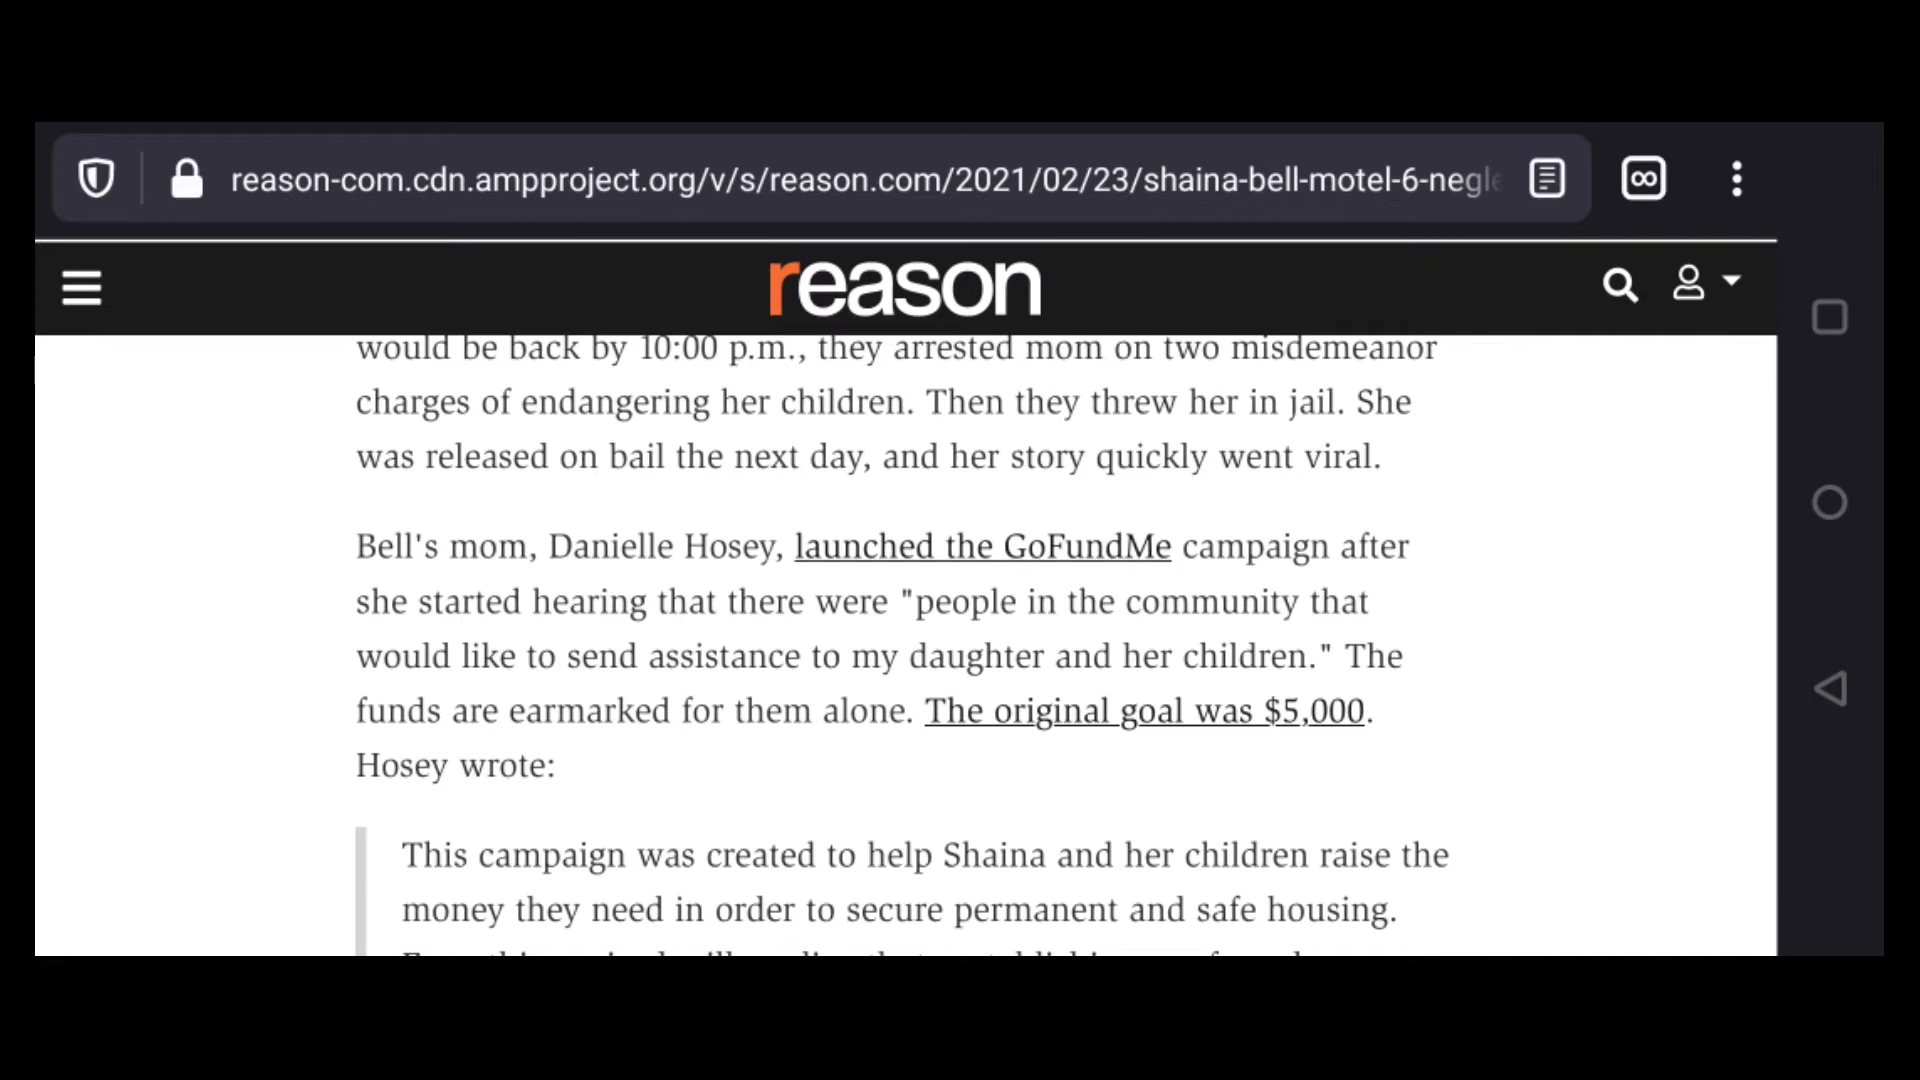 reason-com.cdn.ampproject.org/v/s/reason.com/2021/02/23/shaina-bell-motel-6-negl
reason
would be back by 10:00 p.m., they arrested mom on two misdemeanor
charges of endangering her children. Then they threw her in jail. She
was released on bail the next day, and her story quickly went viral.
Bell's mom, Danielle Hosey, launched the GoFundMe campaign after
she started hearing that there were "people in the community that
would like to send assistance to my daughter and her children." The
funds are earmarked for them alone. The original goal was $5,000.
Hosey wrote:
This campaign was created to help Shaina and her children raise the
money they need in order to secure permanent and safe housing.